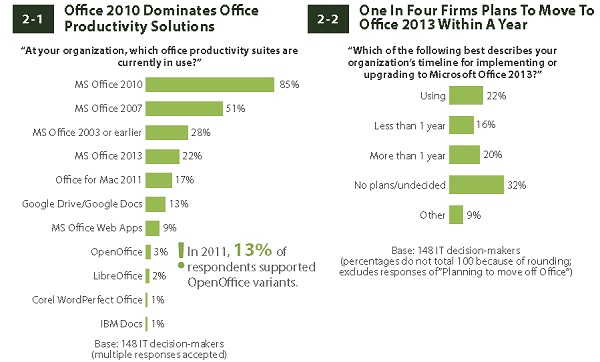 2-1
Office 2010 Dominates Office
Productivity Solutions
“At your organization, which office productivity suites are
currently in use?”
MS Office 2010 85%
MS Office 2007 51%
MS Office 2003 or earlier 28%
MS Office 2013 22%
Office for Mac 2011 17%
Google Drive/Google Docs 13%
MS Office Web Apps 9%
OpenOffice 3%
LibreOffice 2%
Corel WordPerfect Office 1%
IBM Docs 1%
! In 2011, 13% of
respondents supported
OpenOffice variants.
Base: 148 IT decision-makers
(multiple responses accepted)
2-2
One In Four Firms Plans To Move To
Office 2013 Within A Year
“Which of the following best describes your
organization’s timeline for implementing or
upgrading to Microsoft Office 2013?”
Using 22%
Less than 1 year 16%
More than 1 year 20%
No plans/undecided 32%
Other 9%
Base: 148 IT decision-makers
(percentages do not total 100 because of rounding;
excludes responses of “Planning to move off Office”)